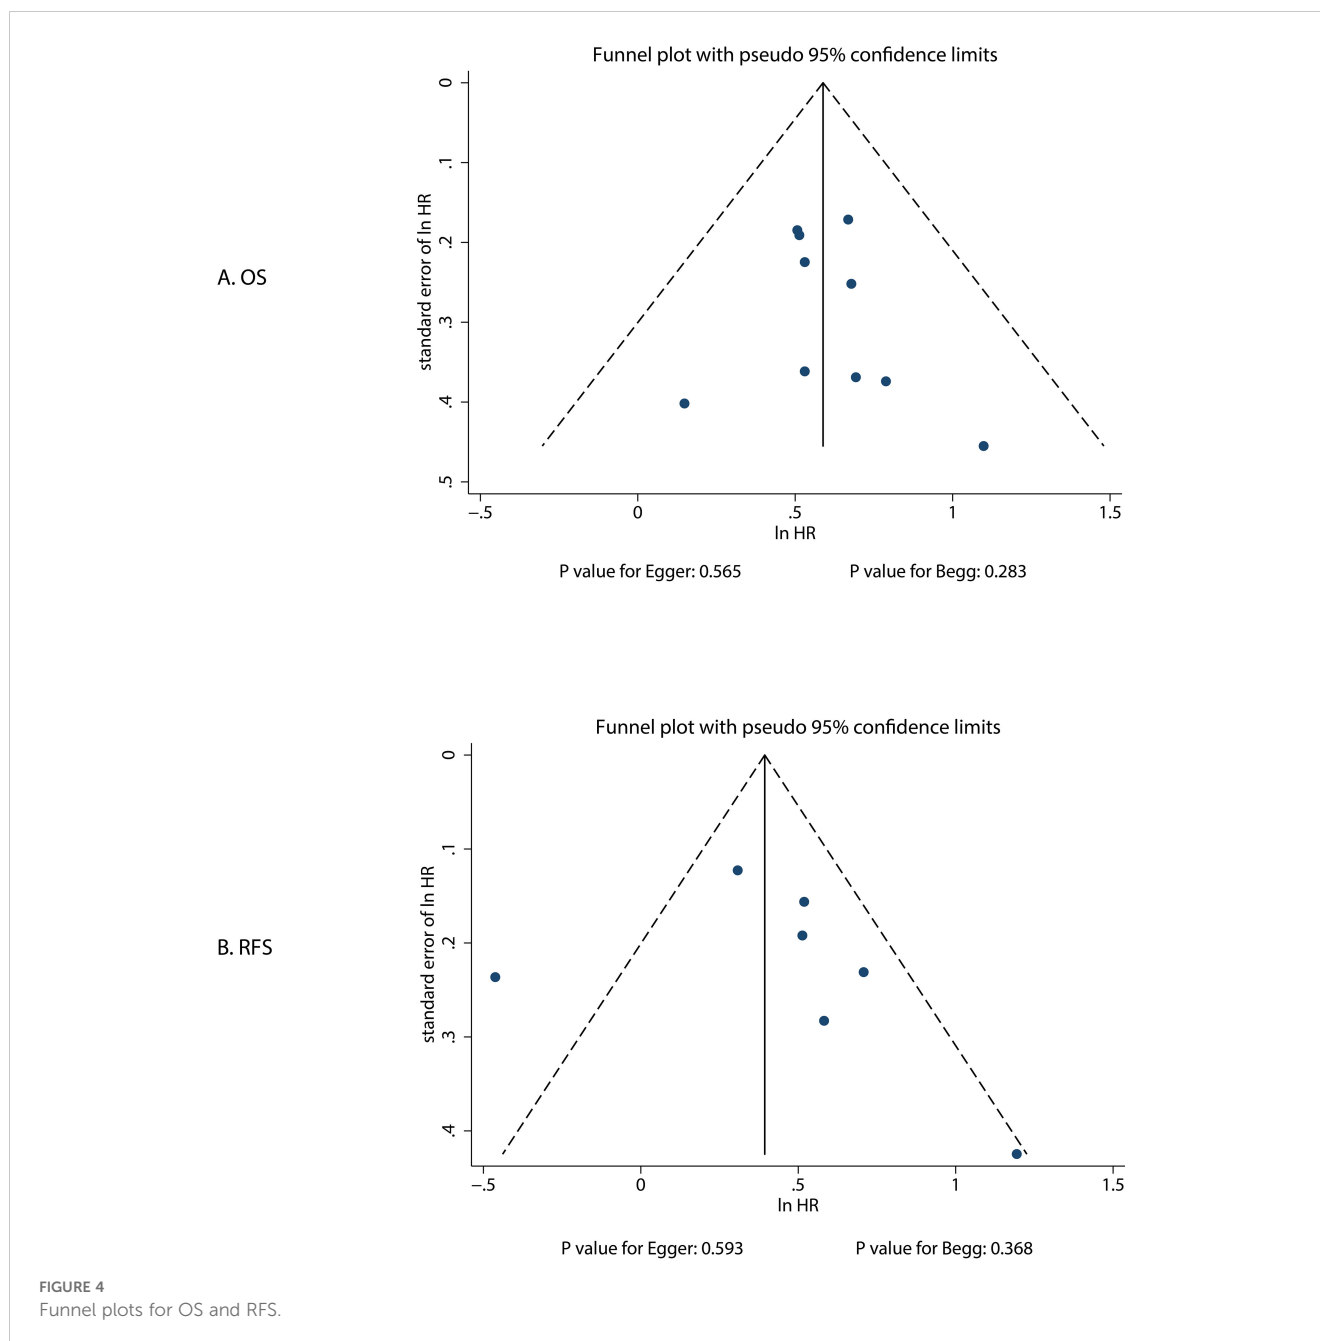 Funnel plot with pseudo 95% confidence limits
0
.1
.2
.3
.4
.5
standard error of ln HR
A. OS
−.5 0 .5 1 1.5
ln HR
P value for Egger: 0.565 P value for Begg: 0.283
Funnel plot with pseudo 95% confidence limits
0
.1
.2
.3
.4
standard error of ln HR
B. RFS
−.5 0 .5 1 1.5
ln HR
P value for Egger: 0.593 P value for Begg: 0.368
FIGURE 4
Funnel plots for OS and RFS.